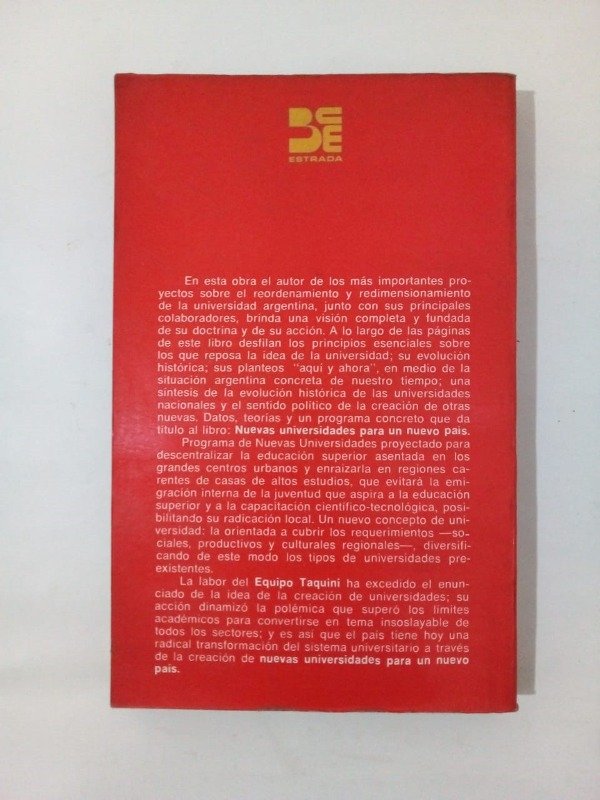 ESTRADA
En esta obra el autor de los más importantes pro-
yectos sobre el reordenamiento y redimensionamiento
de la universidad argentina, junto con sus principales
colaboradores, brinda una visión completa y fundada
de su doctrina y de su acción. A lo largo de las páginas
de este libro desfilan los principios esenciales sobre
los que reposa la idea de la universidad; su evolución
histórica; sus planteos "aquí y ahora", en medio de la
situación argentina concreta de nuestro tiempo; una
síntesis de la evolución histórica de las universidades
nacionales y el sentido político de la creación de otras
nuevas. Datos, teorías y un programa concreto que da
título al libro: Nuevas universidades para un nuevo país.
Programa de Nuevas Universidades proyectado para
descentralizar la educación superior asentada en los
grandes centros urbanos y enraizarla en regiones ca-
rentes de casas de altos estudios, que evitará la emi-
gración interna de la juventud que aspira a la educación
superior y a la capacitación científico-tecnológica, posi-
bilitando su radicación local. Un nuevo concepto de uni-
versidad: la orientada a cubrir los requerimientos —so-
ciales, productivos y culturales regionales—, diversifi-
cando de este modo los tipos de universidades pre-
existentes.
La labor del Equipo Taquini ha excedido el enun-
ciado de la idea de la creación de universidades; su
acción dinamizó la polémica que superó los límites
académicos para convertirse en tema insoslayable de
todos los sectores; y es así que el país tiene hoy una
radical transformación del sistema universitario a través
de la creación de nuevas universidades para un nuevo
país.